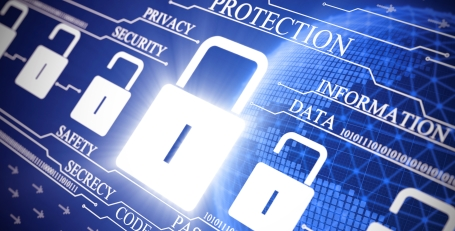 PROTECTION
PRIVACY
SECURITY
INFORMATION
DATA
SAFETY
SECRECY
CODE